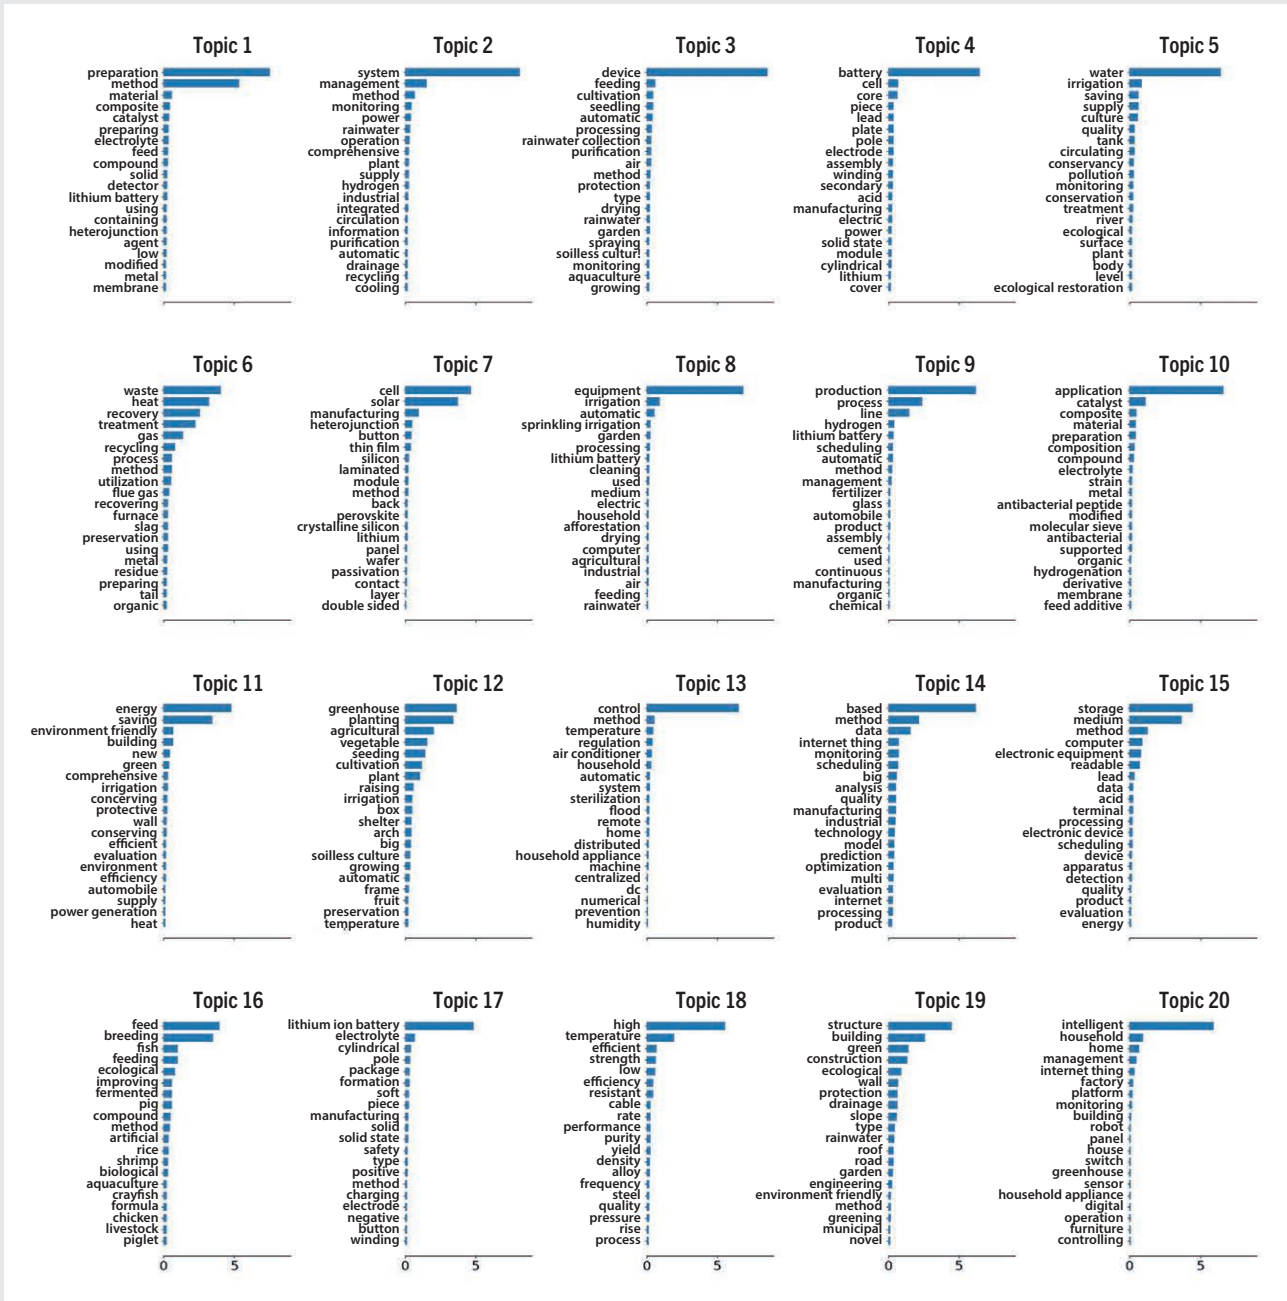 Topic 1
preparation
method
material
composite
catalyst
preparing
electrolyte
feed
compound
solid
detector
lithium battery
using
containing
heterojunction
agent
low
modified
metal
membrane
Topic 2
system
management
method
monitoring
power
rainwater
operation
comprehensive
plant
supply
hydrogen
industrial
integrated
circulation
information
purification
automatic
drainage
recycling
cooling
Topic 3
device
feeding
cultivation
seedling
automatic
processing
rainwater collection
purification
air
method
protection
type
drying
rainwater
garden
spraying
soilless cultur!
monitoring
aquaculture
growing
Topic 4
battery
cell
core
piece
lead
plate
pole
electrode
assembly
winding
secondary
acid
manufacturing
electric
power
solid state
module
cylindrical
lithium
cover
Topic 5
water
irrigation
saving
supply
culture
quality
tank
circulating
conservancy
pollution
monitoring
conservation
treatment
river
ecological
surface
plant
body
level
ecological restoration
Topic 6
waste
heat
recovery
treatment
gas
recycling
process
method
utilization
flue gas
recovering
furnace
slag
preservation
using
metal
residue
preparing
tail
organic
Topic 7
cell
solar
manufacturing
heterojunction
button
thin film
silicon
laminated
module
method
back
perovskite
crystalline silicon
lithium
panel
wafer
passivation
contact
layer
double sided
Topic 8
equipment
irrigation
automatic
sprinkling irrigation
garden
processing
lithium battery
cleaning
used
medium
electric
household
afforestation
drying
computer
agricultural
industrial
air
feeding
rainwater
Topic 9
production
process
line
hydrogen
lithium battery
scheduling
automatic
method
management
fertilizer
glass
automobile
product
assembly
cement
used
continuous
manufacturing
organic
chemical
Topic 10
application
catalyst
composite
material
preparation
composition
compound
electrolyte
strain
metal
antibacterial peptide
modified
molecular sieve
antibacterial
supported
organic
hydrogenation
derivative
membrane
feed additive
Topic 11
energy
saving
environment friendly
building
new
green
comprehensive
irrigation
concerving
protective
wall
conserving
efficient
evaluation
environment
efficiency
automobile
supply
power generation
heat
Topic 12
greenhouse
planting
agricultural
vegetable
seeding
cultivation
plant
raising
irrigation
box
shelter
arch
big
soilless culture
growing
automatic
frame
fruit
preservation
temperature
Topic 13
control
method
temperature
regulation
air conditioner
household
automatic
system
sterilization
flood
remote
home
distributed
household appliance
machine
centralized
dc
numerical
prevention
humidity
Topic 14
based
method
data
internet thing
monitoring
scheduling
big
analysis
quality
manufacturing
industrial
technology
model
prediction
optimization
multi
evaluation
internet
processing
product
Topic 15
storage
medium
method
computer
electronic equipment
readable
lead
data
acid
terminal
processing
electronic device
scheduling
device
apparatus
detection
quality
product
evaluation
energy
Topic 16
feed
breeding
fish
feeding
ecological
improving
fermented
pig
compound
method
artificial
rice
shrimp
biological
aquaculture
crayfish
formula
chicken
livestock
piglet
0 5
Topic 17
lithium ion battery
electrolyte
cylindrical
pole
package
formation
soft
piece
manufacturing
solid
solid state
safety
type
positive
method
charging
electrode
negative
button
winding
0 5
Topic 18
high
temperature
efficient
strength
low
efficiency
resistant
cable
rate
performance
purity
yield
density
alloy
frequency
steel
quality
pressure
rise
process
0 5
Topic 19
structure
building
green
construction
ecological
wall
protection
drainage
slope
type
rainwater
roof
road
garden
engineering
environment friendly
method
greening
municipal
novel
0 5
Topic 20
intelligent
household
home
management
internet thing
factory
platform
monitoring
building
robot
panel
house
switch
greenhouse
sensor
household appliance
digital
operation
furniture
controlling
0 5